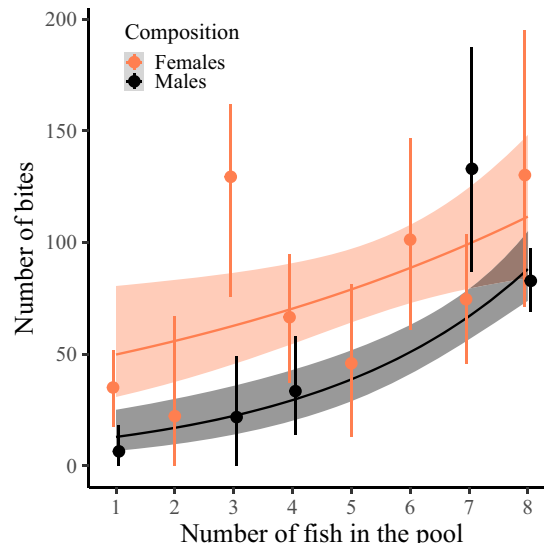 200
150
100
50
0
Number of bites
Composition
Females
Males
1 2 3 4 5 6 7 8
Number of fish in the pool